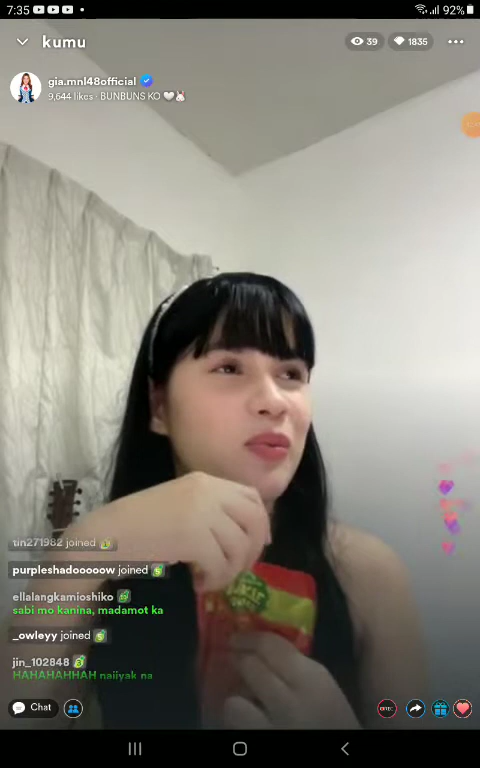 7:35
92%
kumu
39
1835
gia.mnl48official
9,644 likes · BUNBUNS KO 🤍🐰
tin271982 joined
purpleshadooooow joined
ellalangkamioshiko
sabi mo kanina, madamot ka
_owleyy joined
jin_102848
HAHAHAHHAH naiiyak na
Chat